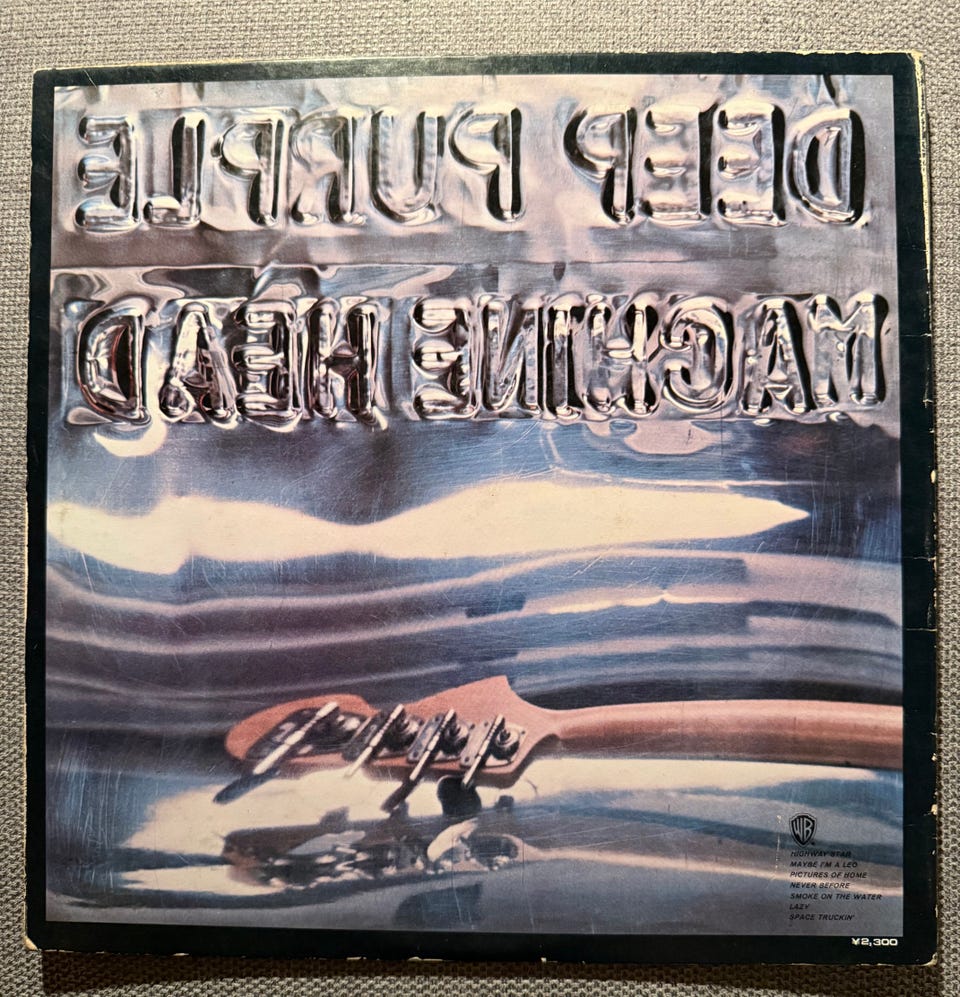 DEEP PURPLE
MACHINE HEAD
WB
HIGHWAY STAR
MAYBE I'M A LEO
PICTURES OF HOME
NEVER BEFORE
SMOKE ON THE WATER
LAZY
SPACE TRUCKIN'
¥2,300